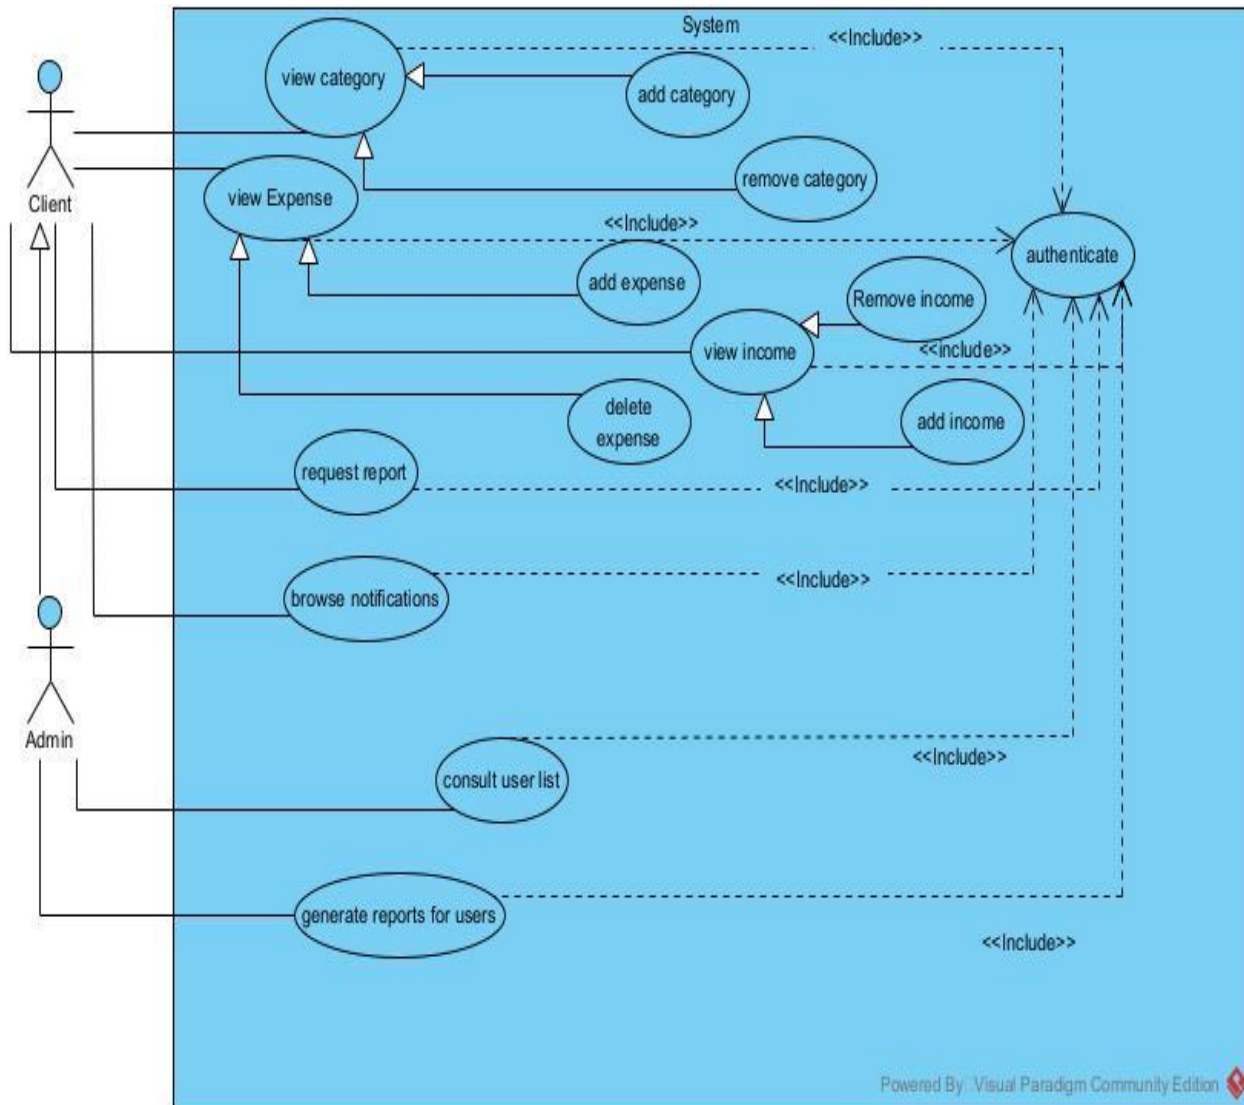 System
<<Include>>
view category
add category
remove category
Client
view Expense
<<Include>>
authenticate
add expense
Remove income
view income
<<include>>
delete
expense
add income
request report
<<Include>>
browse notifications
<<Include>>
Admin
consult user list
<<Include>>
generate reports for users
<<Include>>
Powered By Visual Paradigm Community Edition